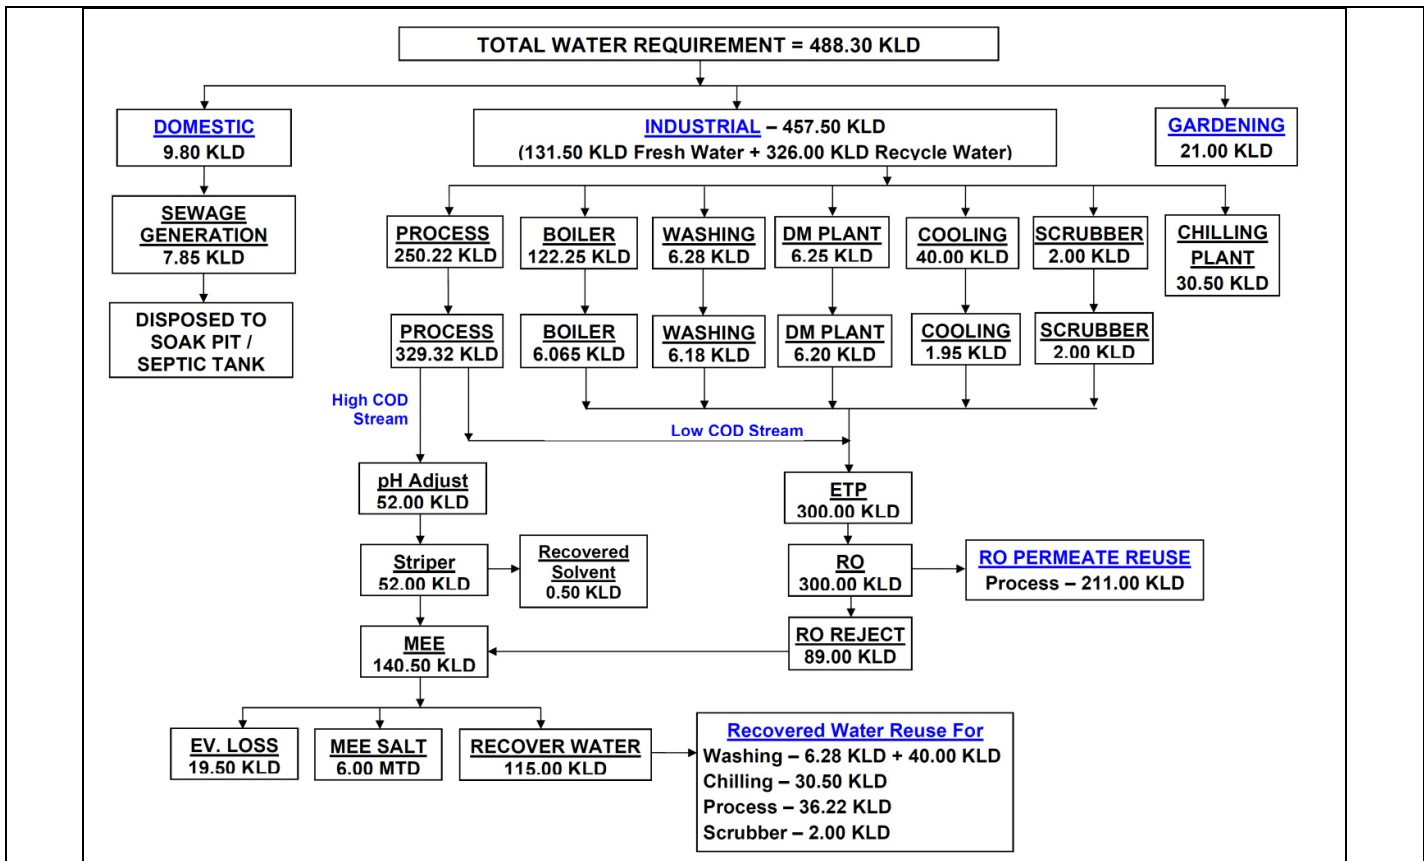 TOTAL WATER REQUIREMENT = 488.30 KLD
DOMESTIC
9.80 KLD
INDUSTRIAL – 457.50 KLD
(131.50 KLD Fresh Water + 326.00 KLD Recycle Water)
GARDENING
21.00 KLD
SEWAGE
GENERATION
7.85 KLD
PROCESS
250.22 KLD
BOILER
122.25 KLD
WASHING
6.28 KLD
DM PLANT
6.25 KLD
COOLING
40.00 KLD
SCRUBBER
2.00 KLD
CHILLING
PLANT
30.50 KLD
DISPOSED TO
SOAK PIT /
SEPTIC TANK
PROCESS
329.32 KLD
BOILER
6.065 KLD
WASHING
6.18 KLD
DM PLANT
6.20 KLD
COOLING
1.95 KLD
SCRUBBER
2.00 KLD
High COD
Stream
Low COD Stream
pH Adjust
52.00 KLD
ETP
300.00 KLD
Striper
52.00 KLD
Recovered
Solvent
0.50 KLD
RO
300.00 KLD
RO PERMEATE REUSE
Process – 211.00 KLD
MEE
140.50 KLD
RO REJECT
89.00 KLD
EV. LOSS
19.50 KLD
MEE SALT
6.00 MTD
RECOVER WATER
115.00 KLD
Recovered Water Reuse For
Washing – 6.28 KLD + 40.00 KLD
Chilling – 30.50 KLD
Process – 36.22 KLD
Scrubber – 2.00 KLD